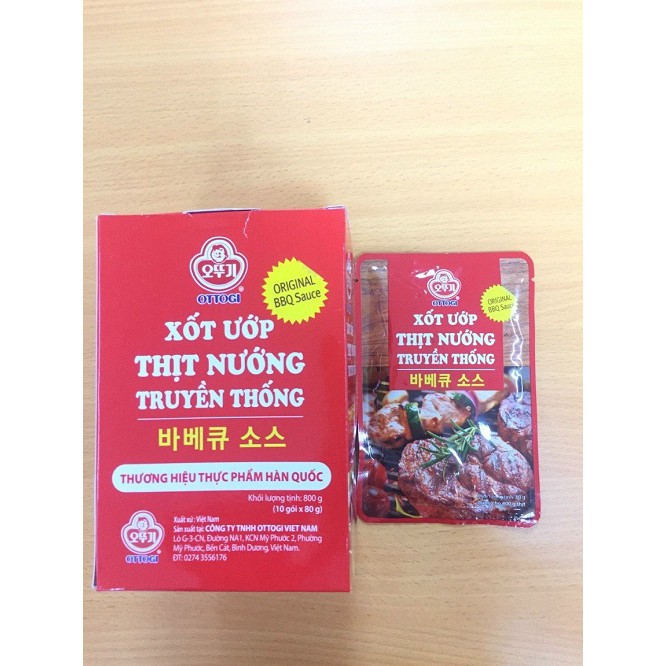 오뚜기
OTTOGI
ORIGINAL
BBQ Sauce
XỐT ƯỚP
THỊT NƯỚNG
TRUYỀN THỐNG
바베큐 소스
THƯƠNG HIỆU THỰC PHẨM HÀN QUỐC
Khối lượng tịnh: 800 g
(10 gói x 80 g)
오뚜기
OTTOGI
Xuất xứ: Việt Nam
Sản xuất tại: CÔNG TY TNHH OTTOGI VIET NAM
Lô G-3-CN, Đường NA1, KCN Mỹ Phước 2, Phường
Mỹ Phước, Bến Cát, Bình Dương, Việt Nam.
ĐT: 0274 3556176
오뚜기
OTTOGI
ORIGINAL
BBQ Sauce
XỐT ƯỚP
THỊT NƯỚNG
TRUYỀN THỐNG
바베큐 소스